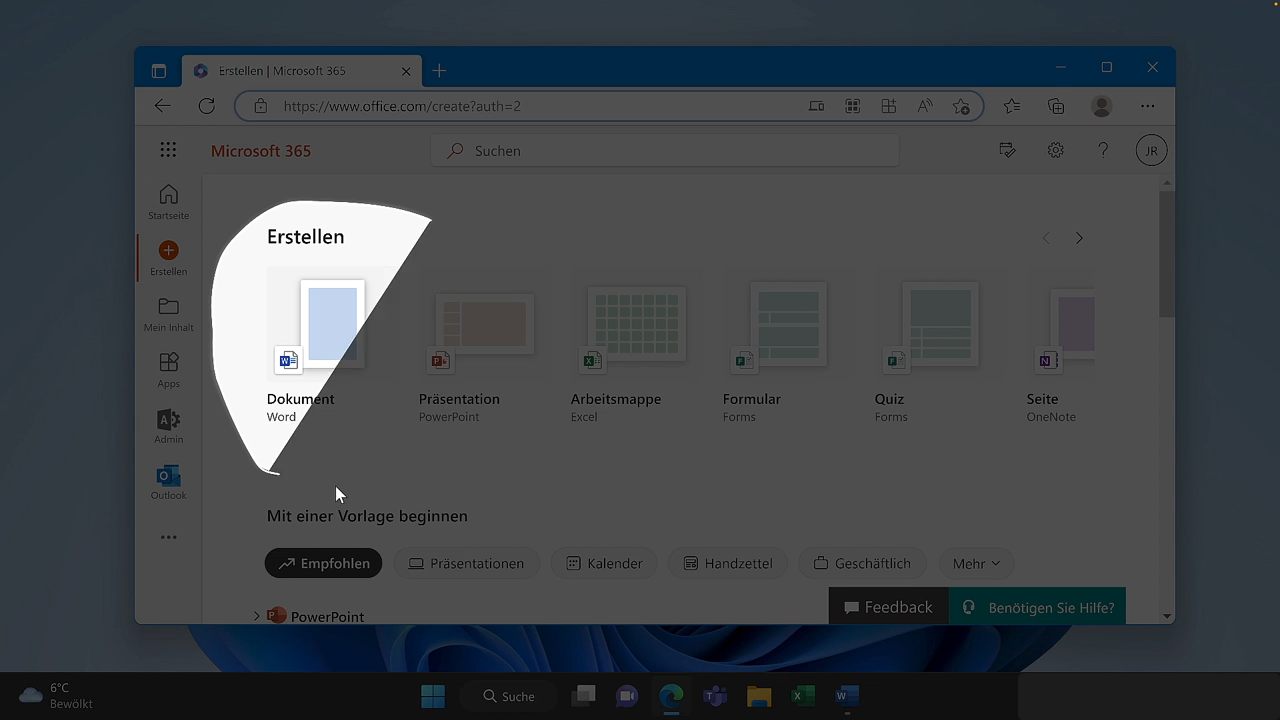 Erstellen | Microsoft 365
https://www.office.com/create?auth=2
Microsoft 365
Suchen
JR
Startseite
Erstellen
Mein Inhalt
Apps
Admin
Outlook
Erstellen
Dokument
Word
Präsentation
PowerPoint
Arbeitsmappe
Excel
Formular
Forms
Quiz
Forms
Seite
OneNote
Mit einer Vorlage beginnen
Empfohlen
Präsentationen
Kalender
Handzettel
Geschäftlich
Mehr
PowerPoint
Feedback
Benötigen Sie Hilfe?
6°C
Bewölkt
Suche